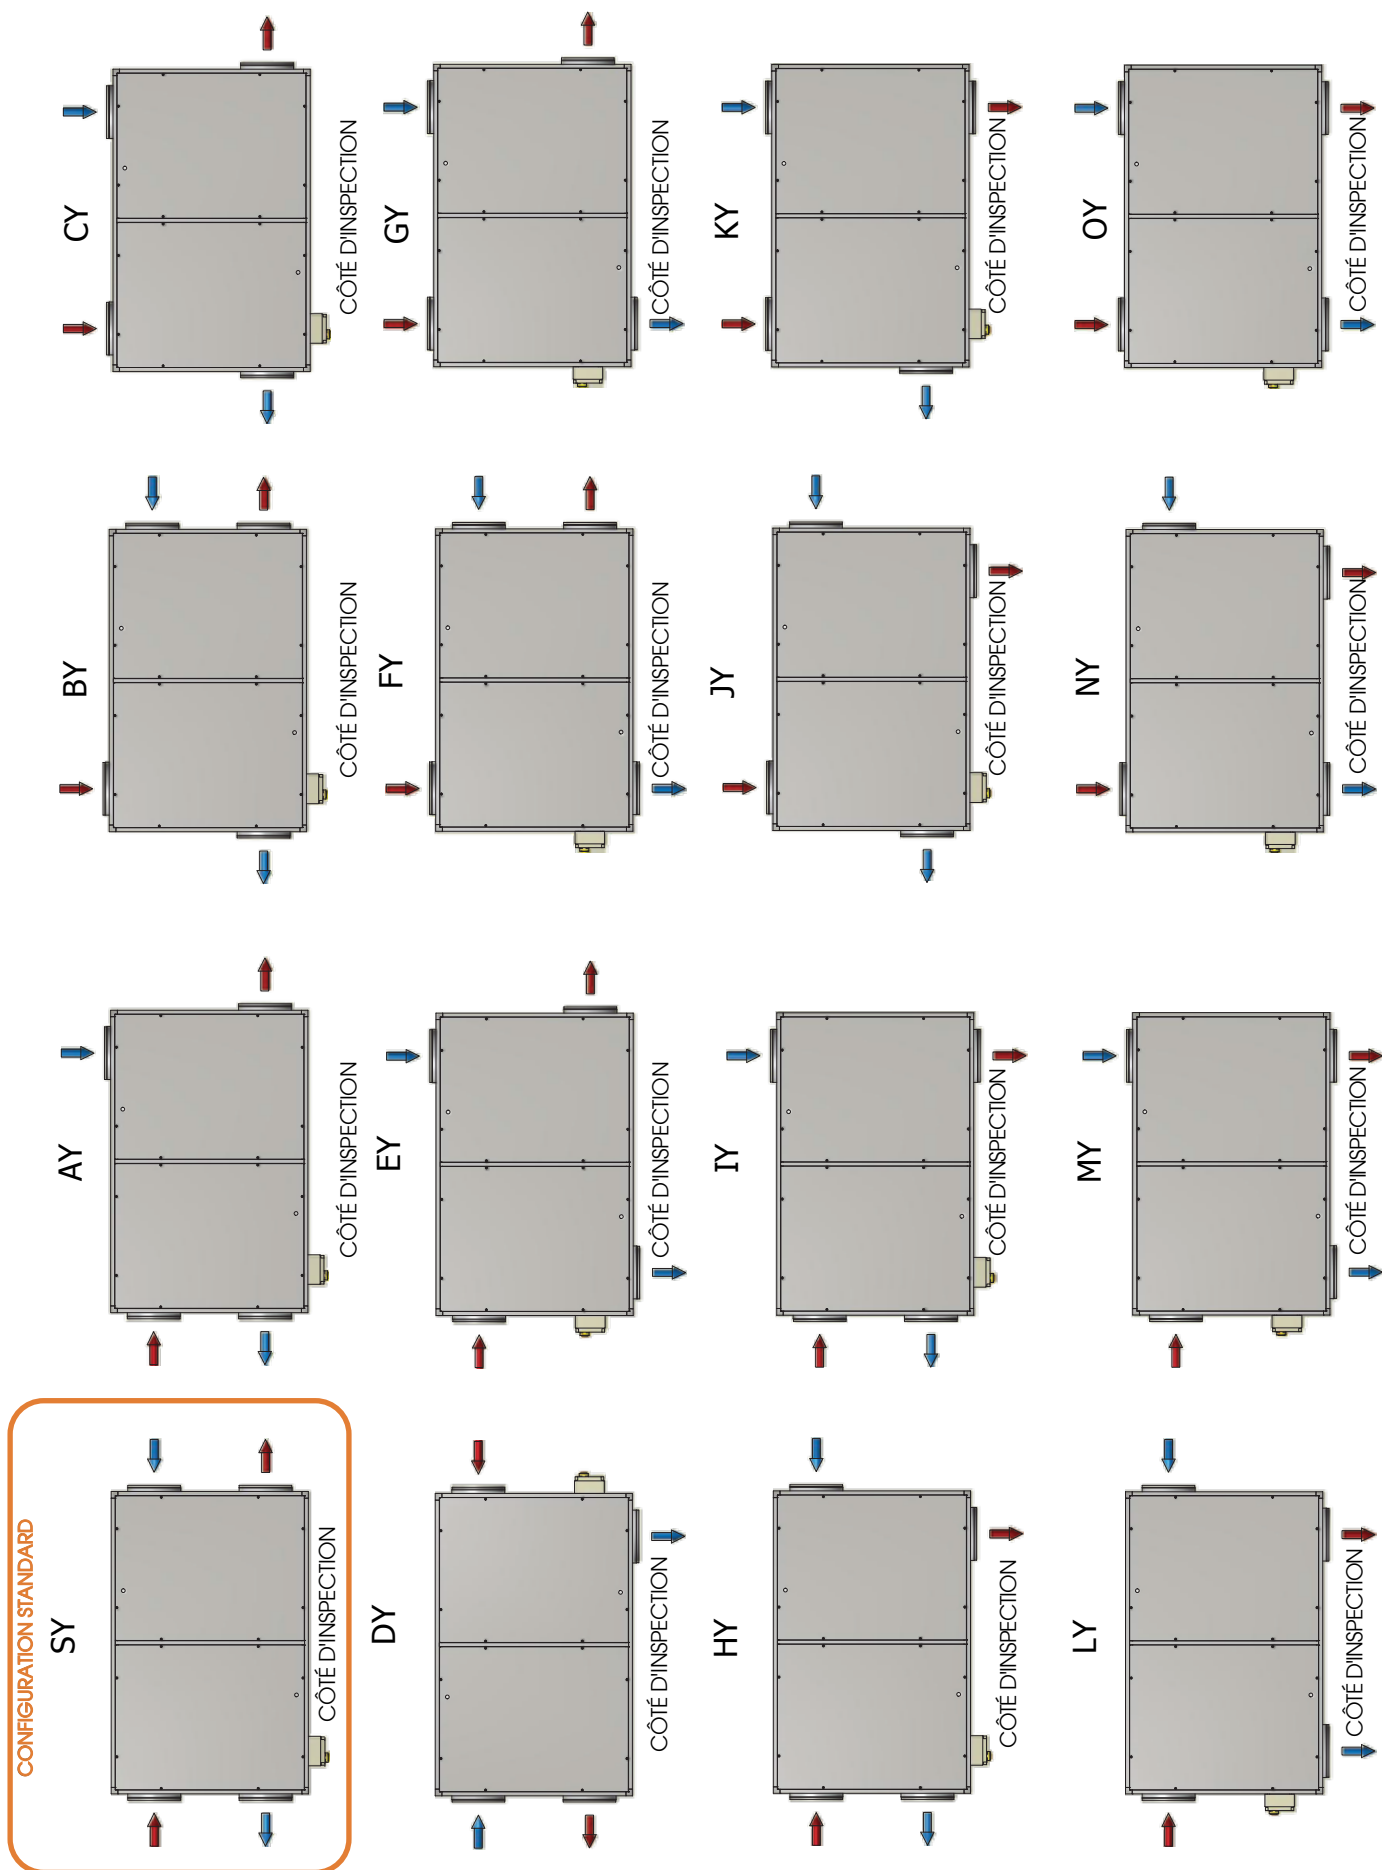 CONFIGURATION STANDARD
SY
CÔTÉ D'INSPECTION
AY
CÔTÉ D'INSPECTION
BY
CÔTÉ D'INSPECTION
CY
CÔTÉ D'INSPECTION
DY
CÔTÉ D'INSPECTION
EY
CÔTÉ D'INSPECTION
FY
CÔTÉ D'INSPECTION
GY
CÔTÉ D'INSPECTION
HY
CÔTÉ D'INSPECTION
IY
CÔTÉ D'INSPECTION
JY
CÔTÉ D'INSPECTION
KY
CÔTÉ D'INSPECTION
LY
CÔTÉ D'INSPECTION
MY
CÔTÉ D'INSPECTION
NY
CÔTÉ D'INSPECTION
OY
CÔTÉ D'INSPECTION